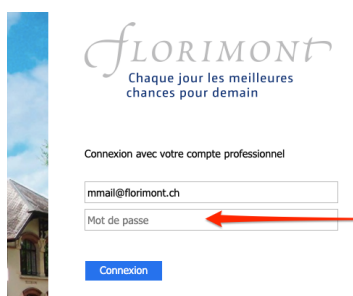 FLORIMONT
Chaque jour les meilleures
chances pour demain
Connexion avec votre compte professionnel
mmail@florimont.ch
Mot de passe
Connexion